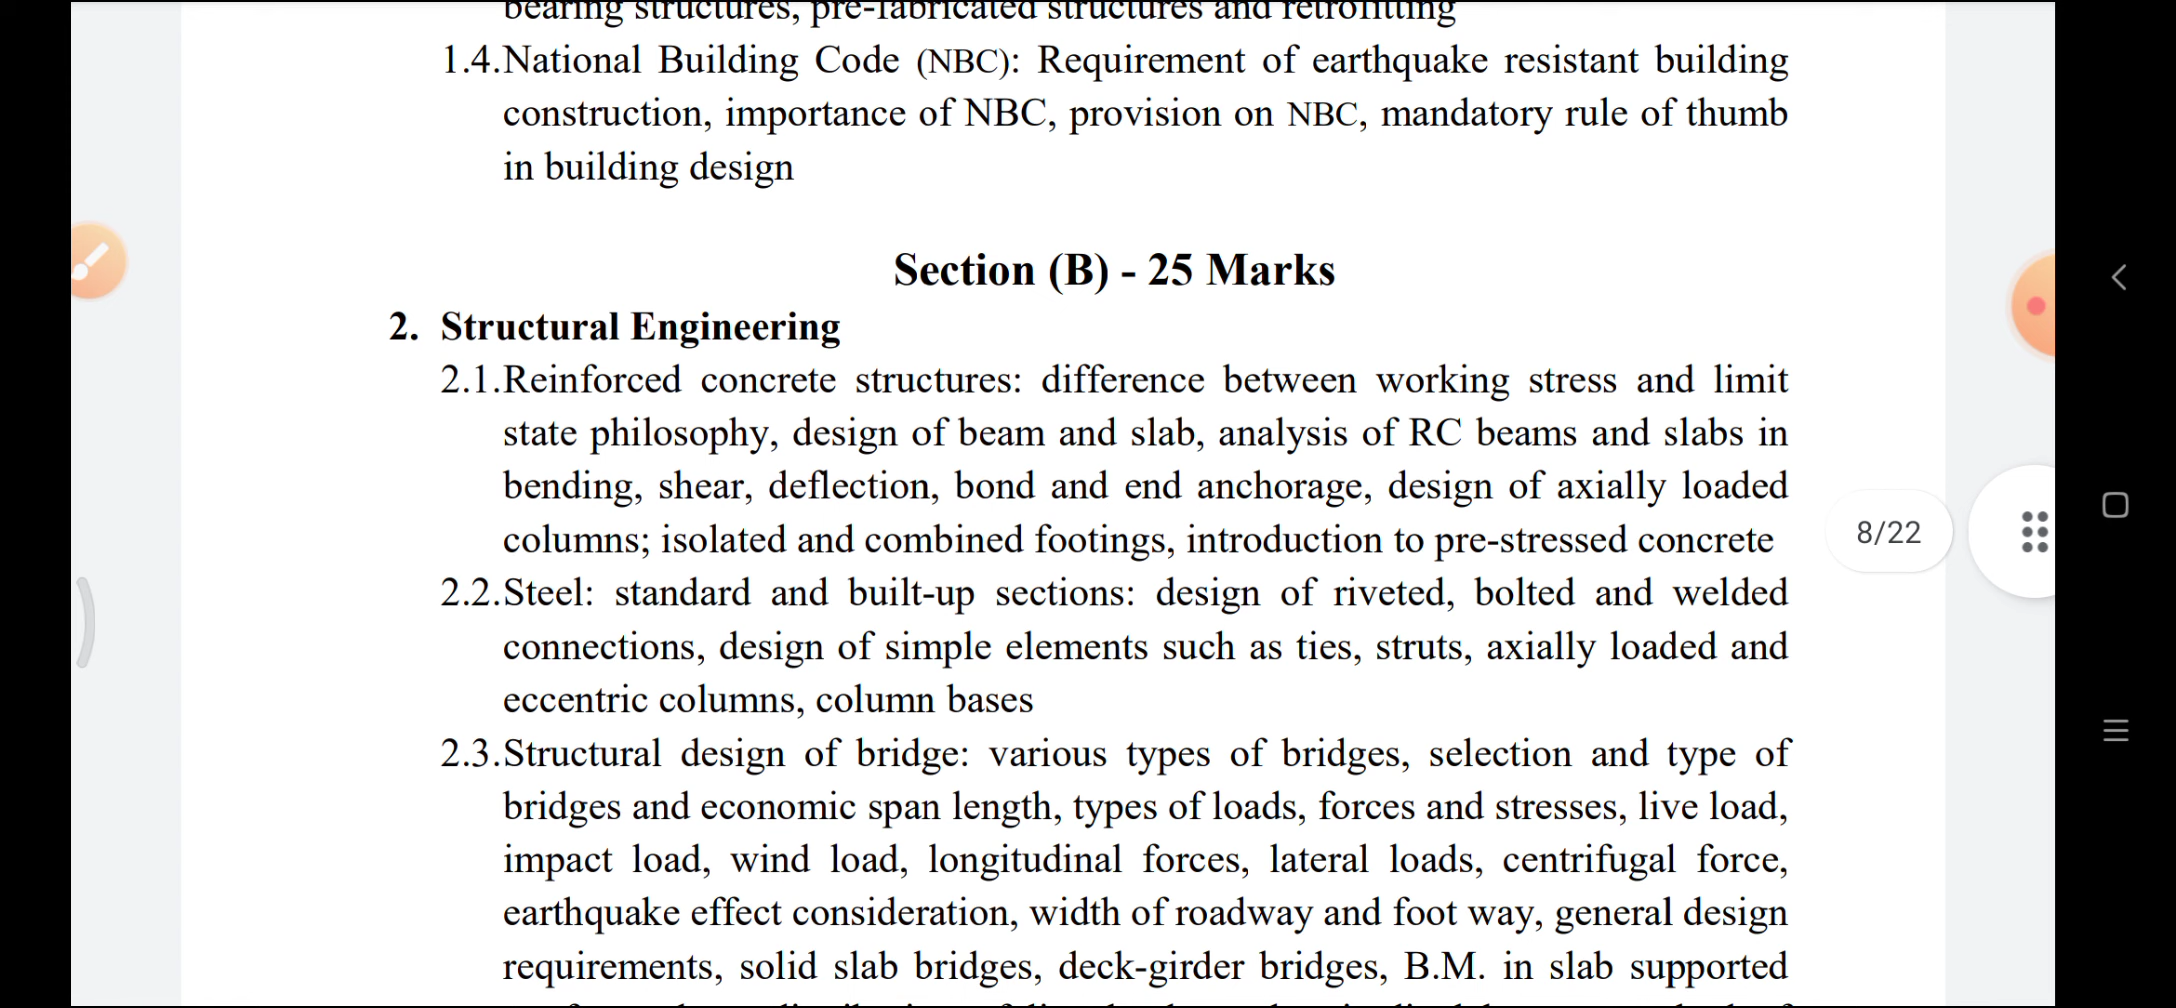 bearing structures, pre-fabricated structures and retrofitting
1.4.National Building Code (NBC): Requirement of earthquake resistant building
construction, importance of NBC, provision on NBC, mandatory rule of thumb
in building design
Section (B) - 25 Marks
2. Structural Engineering
2.1.Reinforced concrete structures: difference between working stress and limit
state philosophy, design of beam and slab, analysis of RC beams and slabs in
bending, shear, deflection, bond and end anchorage, design of axially loaded
columns; isolated and combined footings, introduction to pre-stressed concrete
8/22
2.2.Steel: standard and built-up sections: design of riveted, bolted and welded
connections, design of simple elements such as ties, struts, axially loaded and
eccentric columns, column bases
2.3.Structural design of bridge: various types of bridges, selection and type of
bridges and economic span length, types of loads, forces and stresses, live load,
impact load, wind load, longitudinal forces, lateral loads, centrifugal force,
earthquake effect consideration, width of roadway and foot way, general design
requirements, solid slab bridges, deck-girder bridges, B.M. in slab supported